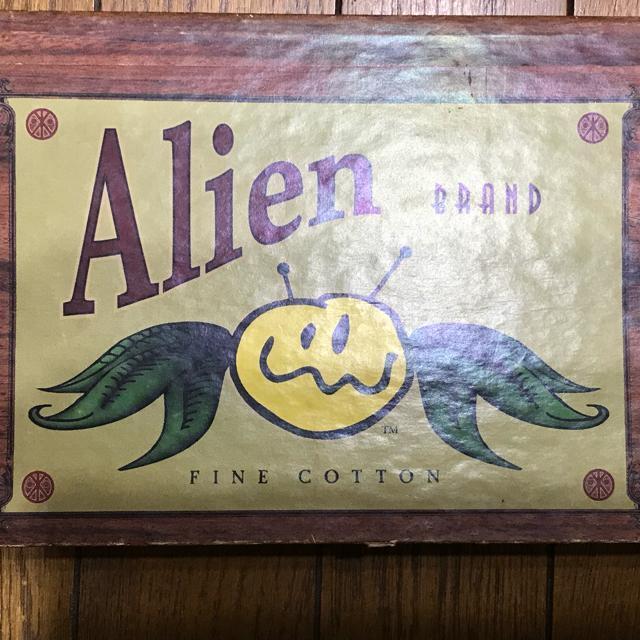 Alien
BRAND
TM
FINE COTTON